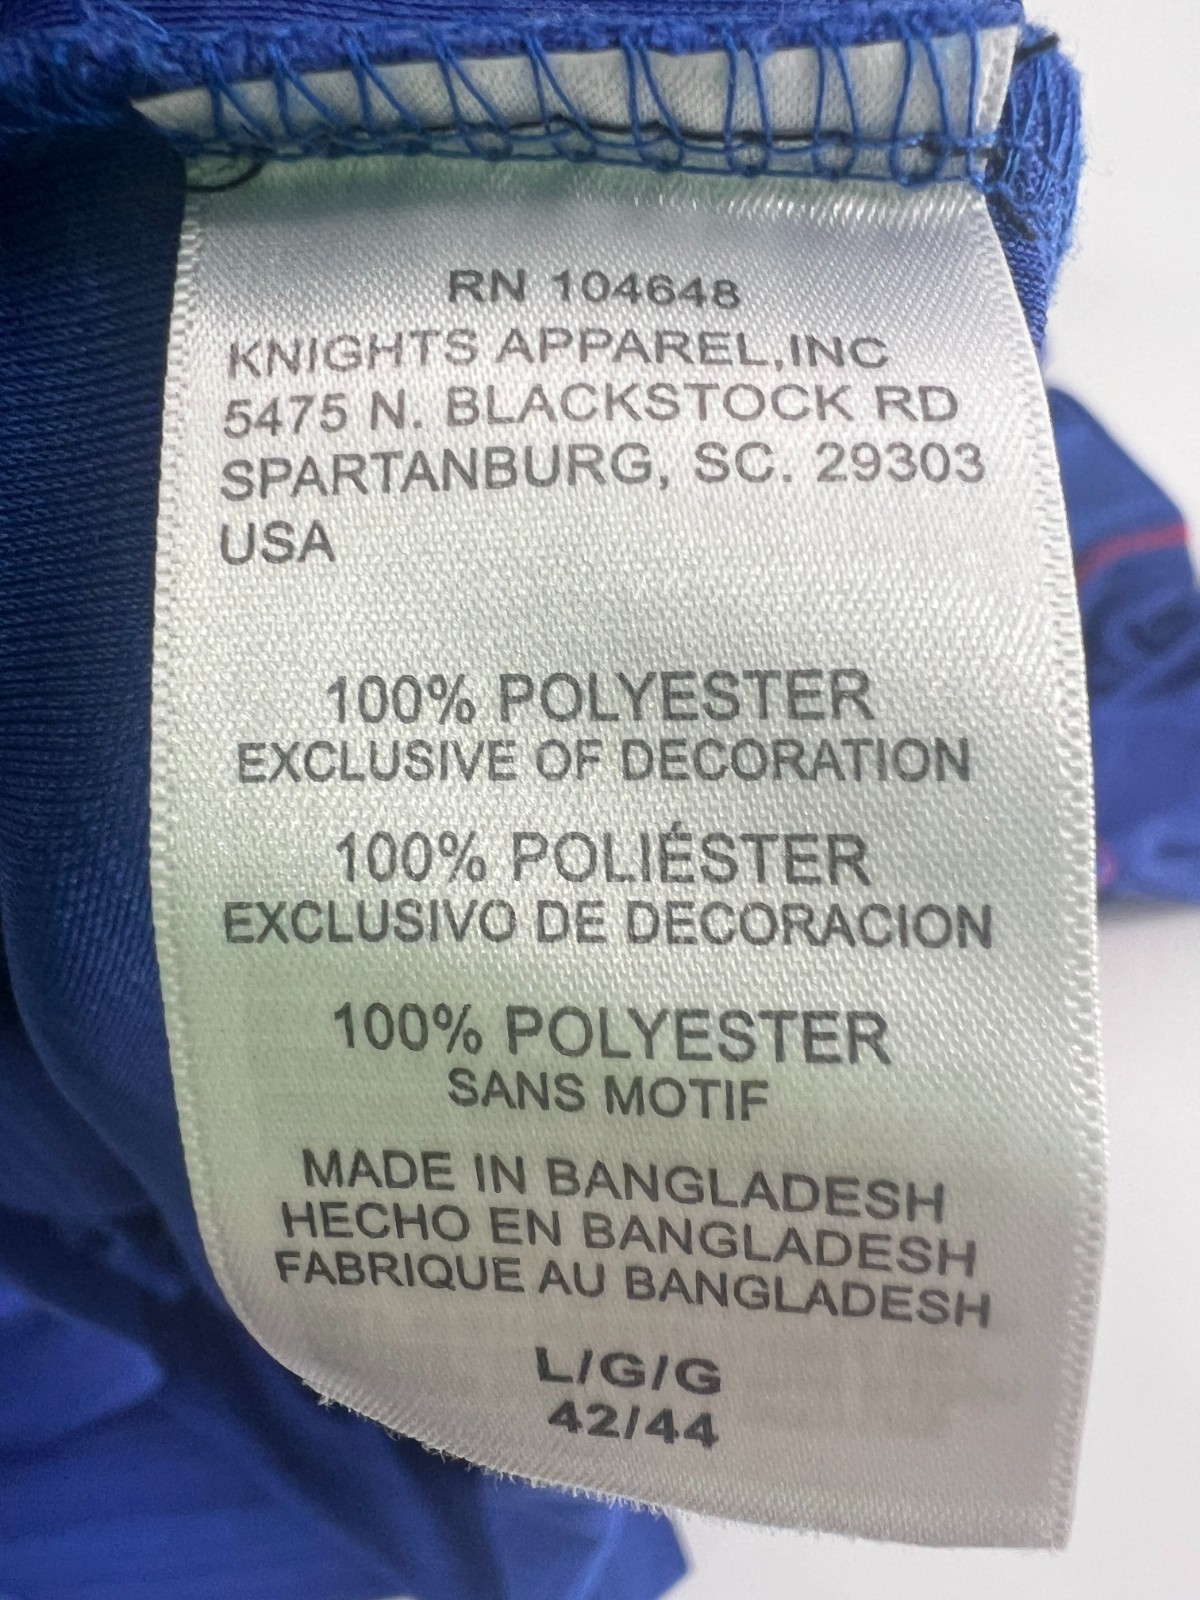 RN 104648
KNIGHTS APPAREL,INC
5475 N. BLACKSTOCK RD
SPARTANBURG, SC. 29303
USA
100% POLYESTER
EXCLUSIVE OF DECORATION
100% POLIÉSTER
EXCLUSIVO DE DECORACION
100% POLYESTER
SANS MOTIF
MADE IN BANGLADESH
HECHO EN BANGLADESH
FABRIQUE AU BANGLADESH
L/G/G
42/44